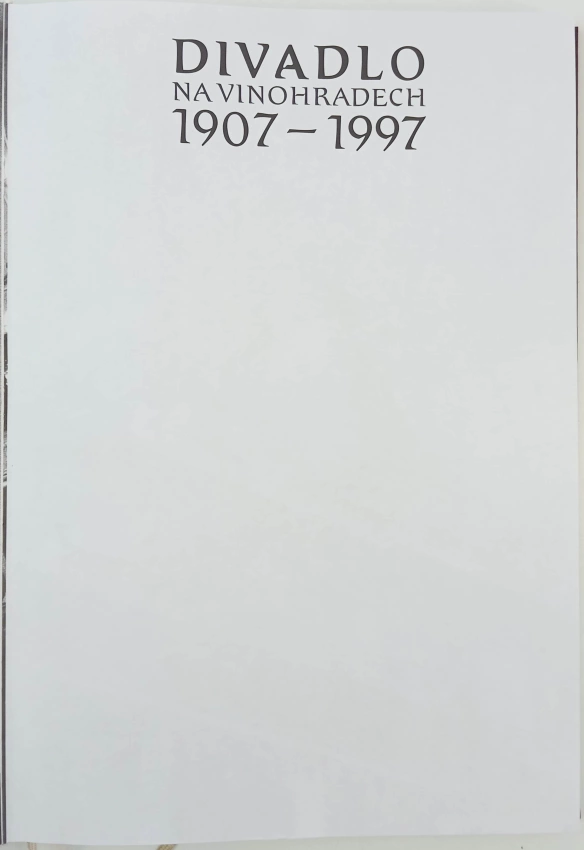 DIVADLO
NA VINOHRADECH
1907 – 1997